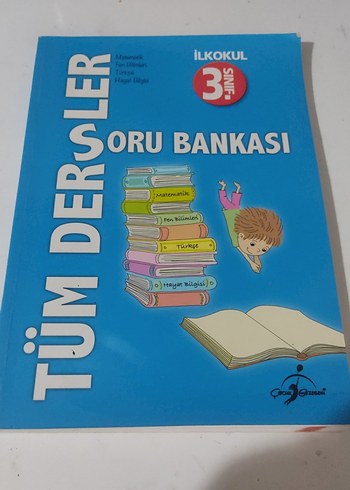 Matematik
Fen Bilimleri
Türkçe
Hayat Bilgisi
İLKOKUL
3. SINIF
TÜM DERSLER
SORU BANKASI
Matematik
Fen Bilimleri
Türkçe
Hayat Bilgisi